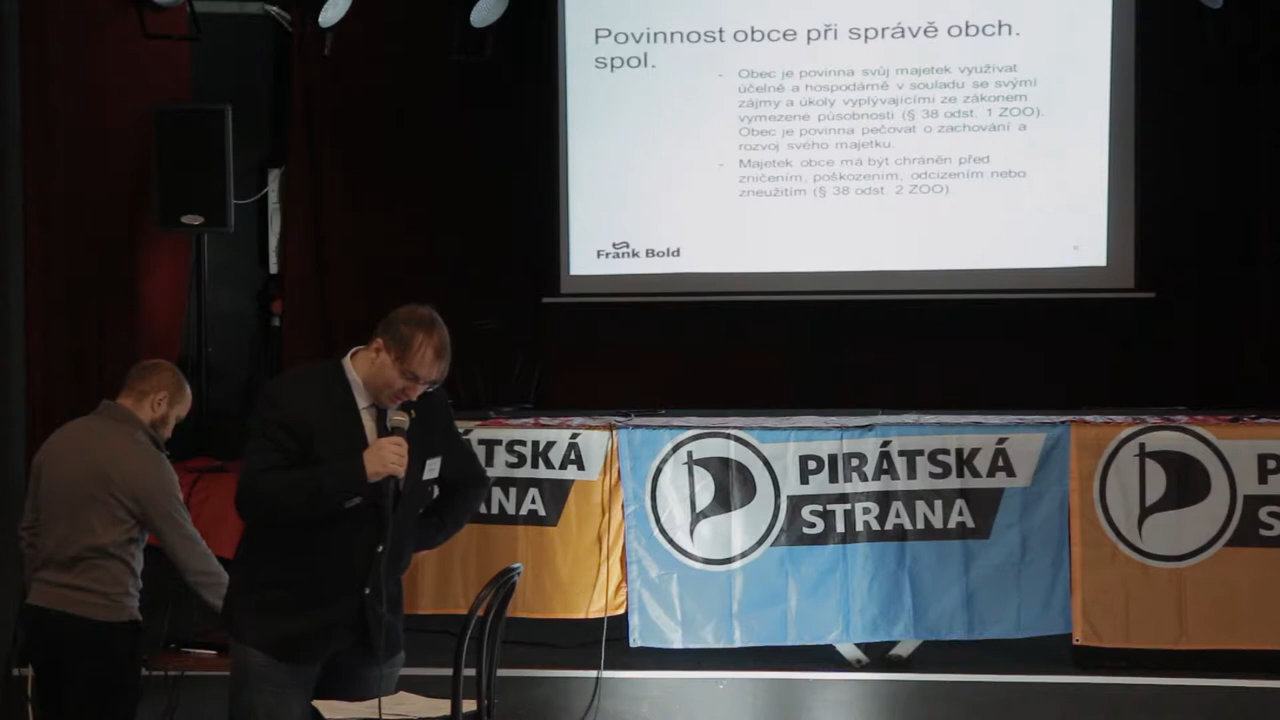 Povinnost obce při správě obch.
spol.
- Obec je povinna svůj majetek využívat
účelně a hospodárně v souladu se svými
zájmy a úkoly vyplývajícími ze zákonem
vymezené působnosti (§ 38 odst. 1 ZOO).
Obec je povinna pečovat o zachování a
rozvoj svého majetku.
- Majetek obce má být chráněn před
zničením, poškozením, odcizením nebo
zneužitím (§ 38 odst. 2 ZOO)
Frank Bold
ÁTSKÁ
ANA
PIRÁTSKÁ
STRANA
P
S